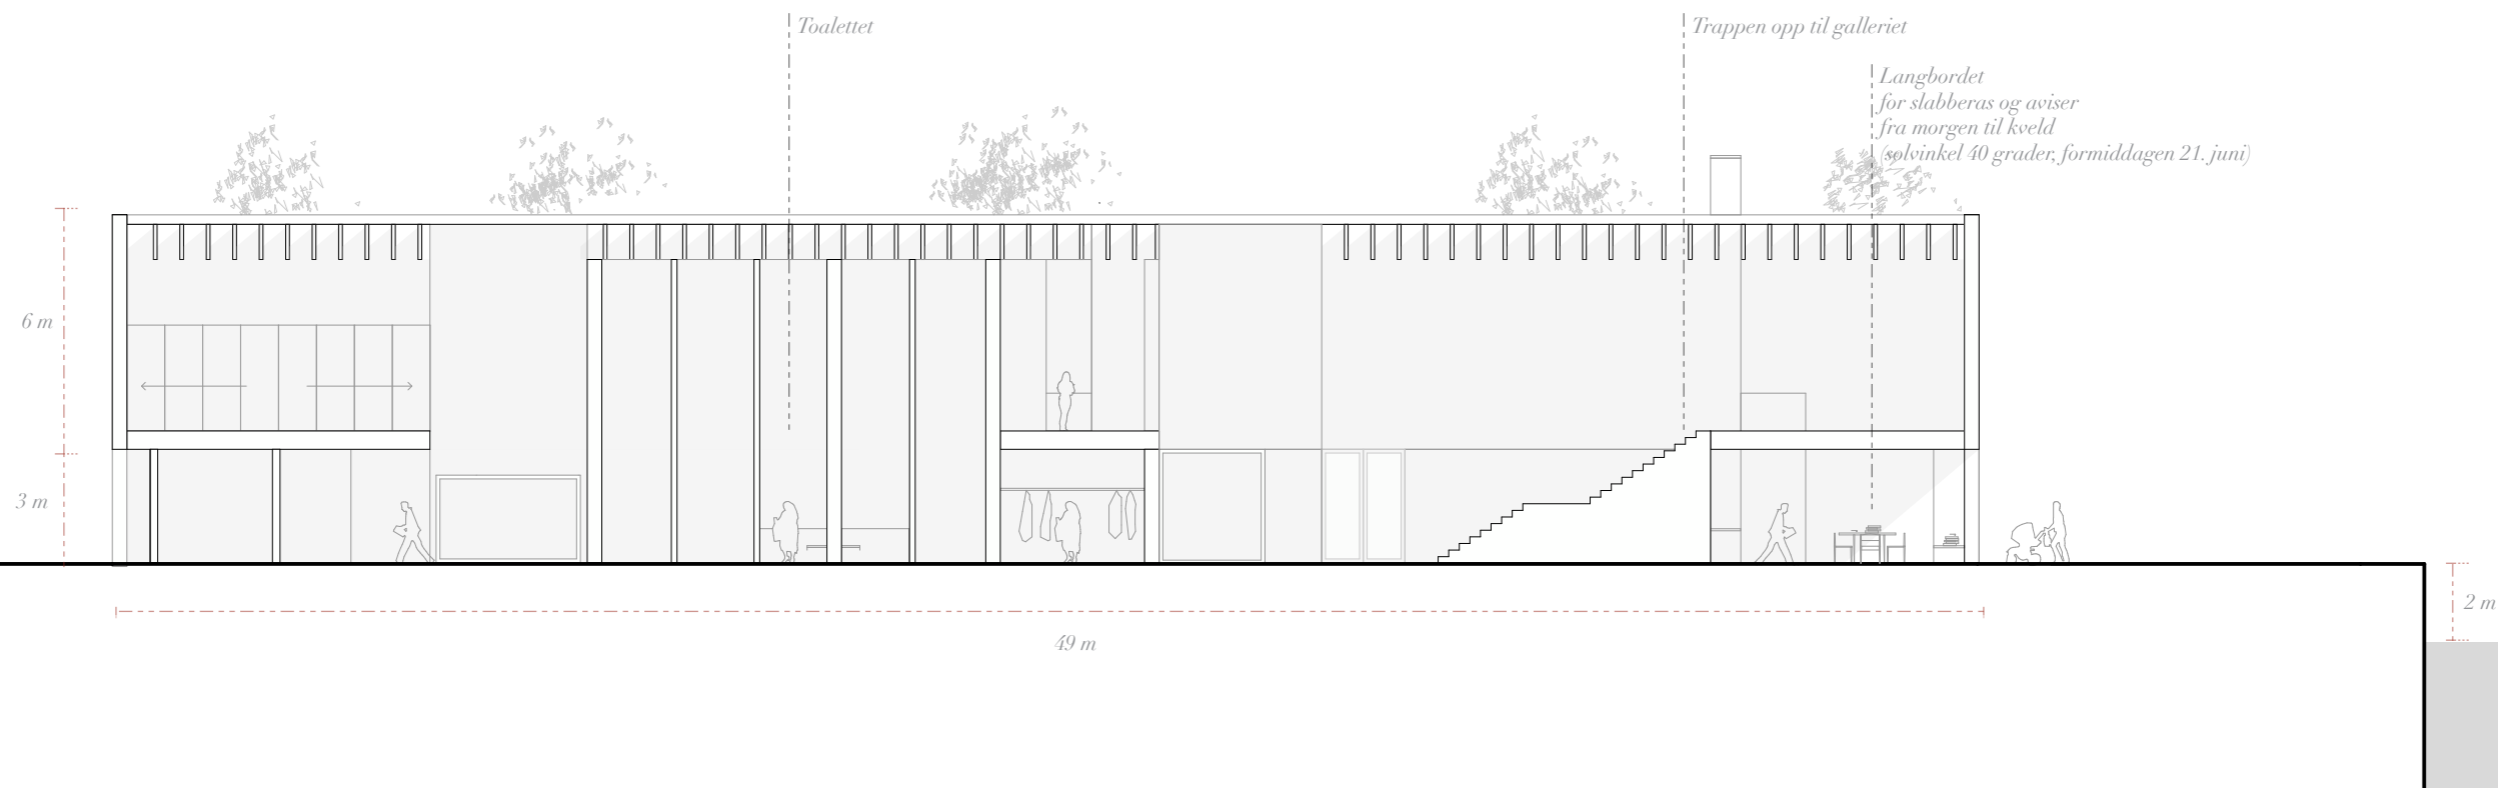 Toalettet
Trappen opp til galleriet
Langbordet
for slabberas og aviser
fra morgen til kveld
(solvinkel 40 grader, formiddagen 21. juni)
6 m
3 m
2 m
49 m